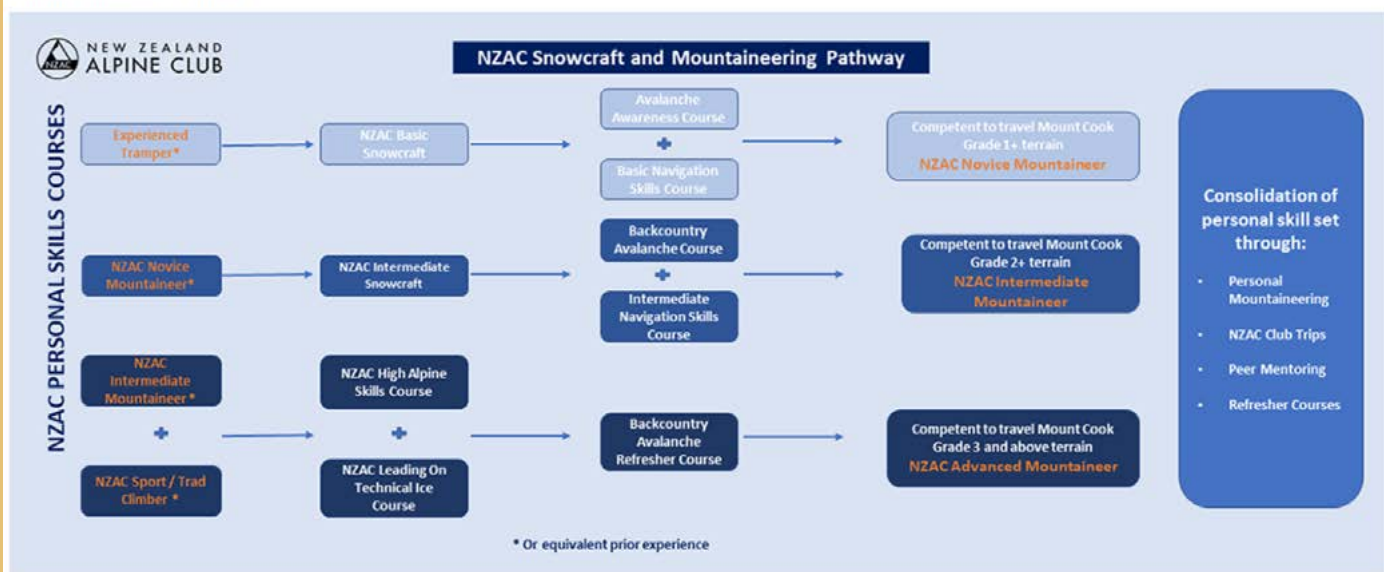 NEW ZEALAND
ALPINE CLUB
NZAC
NZAC Snowcraft and Mountaineering Pathway
NZAC PERSONAL SKILLS COURSES
Experienced
Tramper*
NZAC Basic
Snowcraft
Avalanche
Awareness Course
+
Basic Navigation
Skills Course
Competent to travel Mount Cook
Grade 1+ terrain
NZAC Novice Mountaineer
NZAC Novice
Mountaineer*
NZAC Intermediate
Snowcraft
Backcountry
Avalanche Course
+
Intermediate
Navigation Skills
Course
Competent to travel Mount Cook
Grade 2+ terrain
NZAC Intermediate
Mountaineer
NZAC
Intermediate
Mountaineer *
+
NZAC Sport / Trad
Climber *
NZAC High Alpine
Skills Course
+
NZAC Leading On
Technical Ice
Course
Backcountry
Avalanche
Refresher Course
Competent to travel Mount Cook
Grade 3 and above terrain
NZAC Advanced Mountaineer
Consolidation of
personal skill set
through:
• Personal
Mountaineering
• NZAC Club Trips
• Peer Mentoring
• Refresher Courses
* Or equivalent prior experience